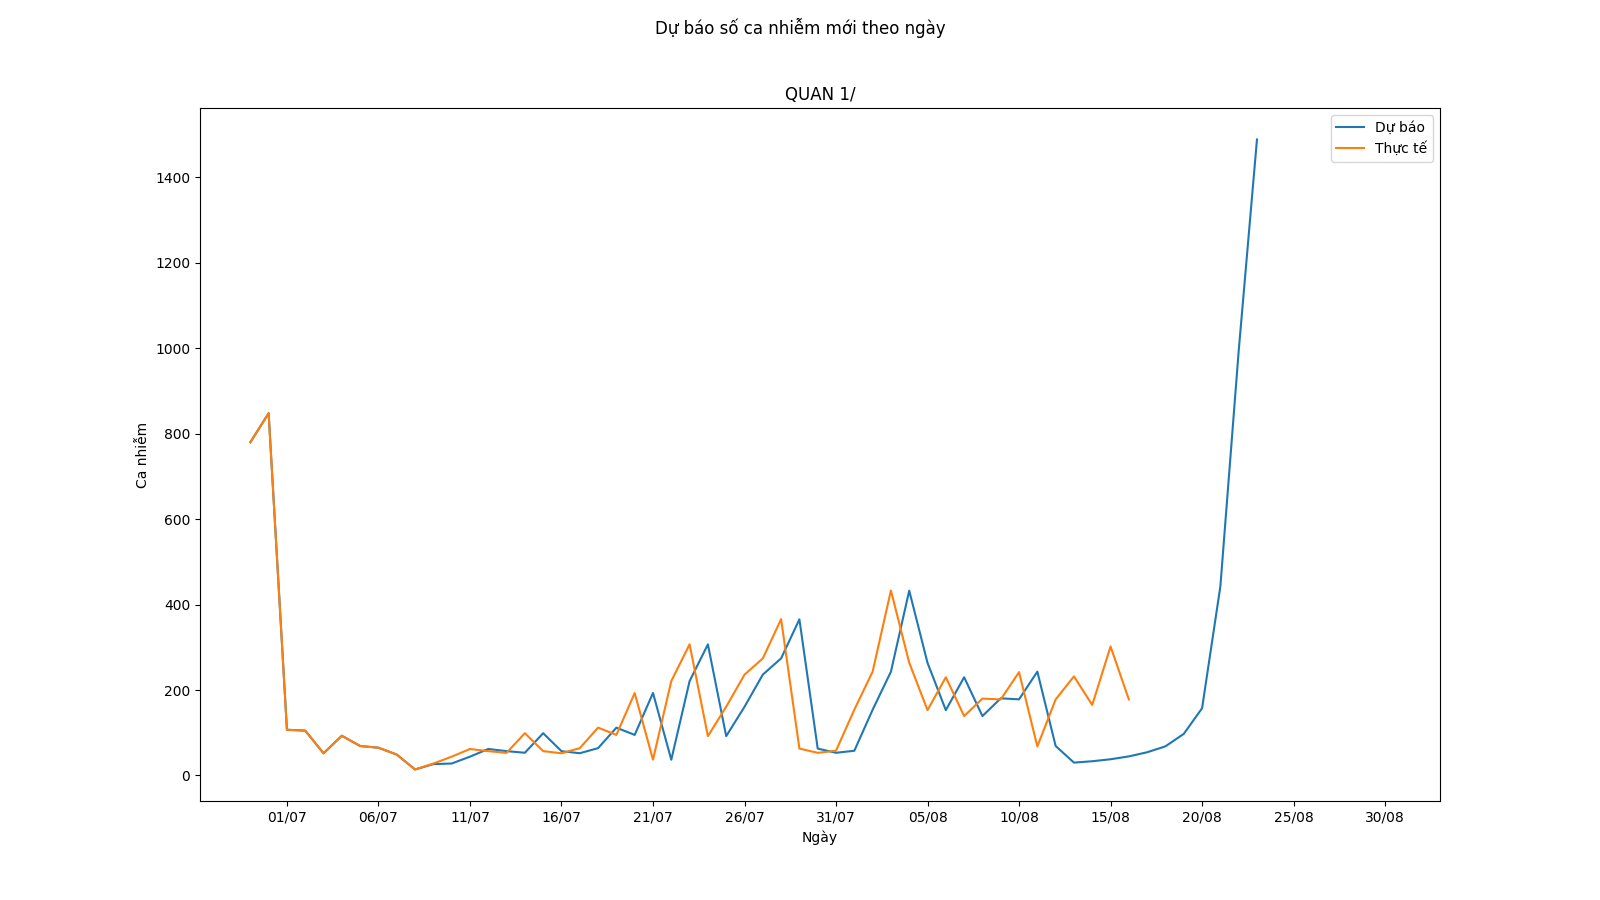 Dự báo số ca nhiễm mới theo ngày
QUAN 1/
Dự báo
Thực tế
1400
1200
1000
800
600
400
200
0
Ca nhiễm
01/07 06/07 11/07 16/07 21/07 26/07 31/07 05/08 10/08 15/08 20/08 25/08 30/08
Ngày